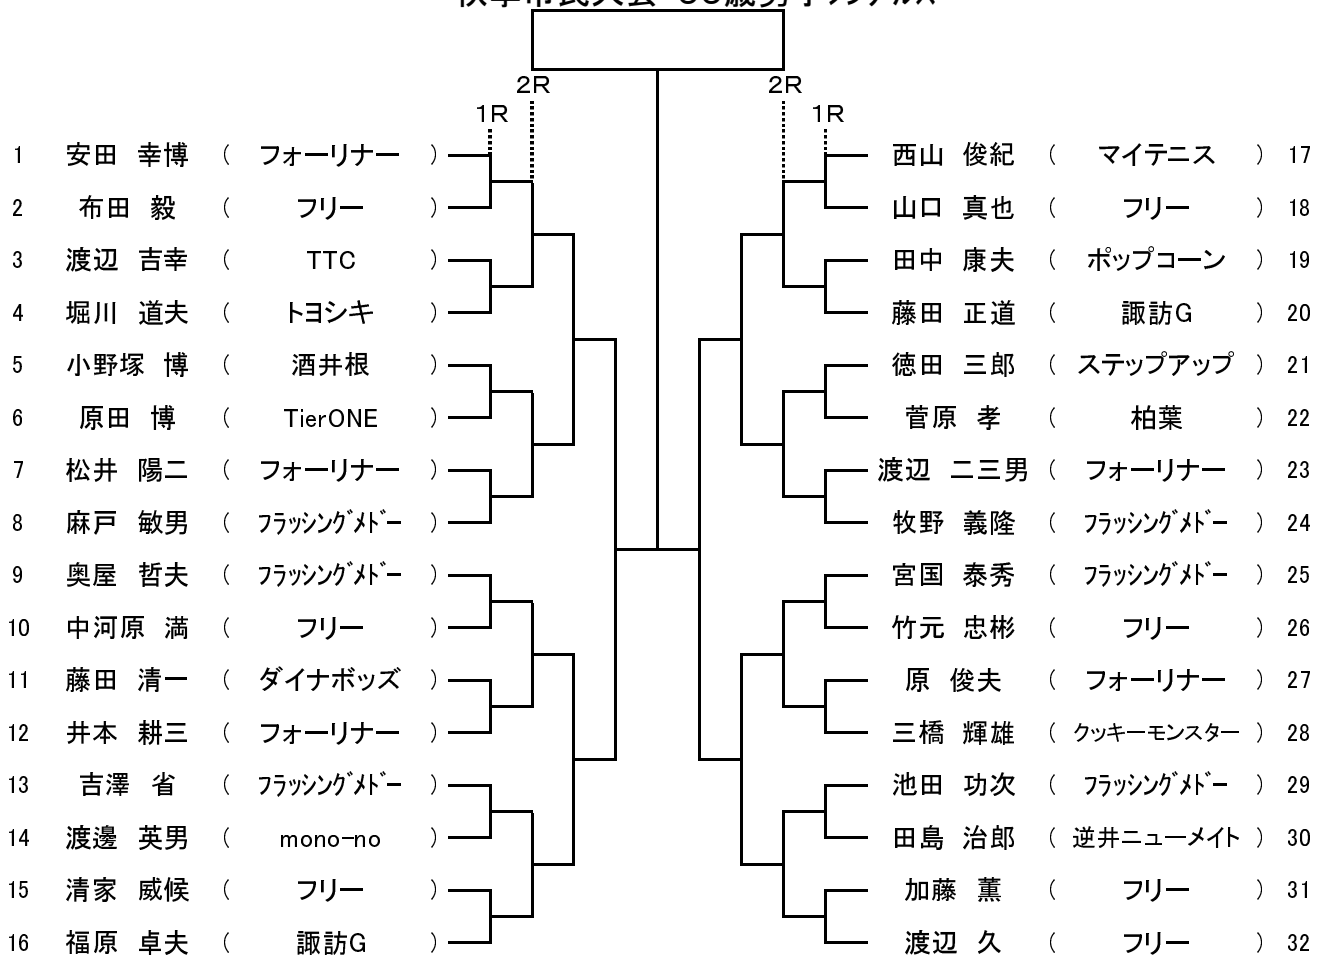 2R 2R
1R 1R
1 安田 幸博 ( フォーリナー ) 西山 俊紀 ( マイテニス ) 17
2 布田 毅 ( フリー ) 山口 真也 ( フリー ) 18
3 渡辺 吉幸 ( TTC ) 田中 康夫 ( ポップコーン ) 19
4 堀川 道夫 ( トヨシキ ) 藤田 正道 ( 諏訪G ) 20
5 小野塚 博 ( 酒井根 ) 徳田 三郎 ( ステップアップ ) 21
6 原田 博 ( TierONE ) 菅原 孝 ( 柏葉 ) 22
7 松井 陽二 ( フォーリナー ) 渡辺 二三男 ( フォーリナー ) 23
8 麻戸 敏男 ( フラッシングメドー ) 牧野 義隆 ( フラッシングメドー ) 24
9 奥屋 哲夫 ( フラッシングメドー ) 宮国 泰秀 ( フラッシングメドー ) 25
10 中河原 満 ( フリー ) 竹元 忠彬 ( フリー ) 26
11 藤田 清一 ( ダイナボッズ ) 原 俊夫 ( フォーリナー ) 27
12 井本 耕三 ( フォーリナー ) 三橋 輝雄 ( クッキーモンスター ) 28
13 吉澤 省 ( フラッシングメドー ) 池田 功次 ( フラッシングメドー ) 29
14 渡邊 英男 ( mono-no ) 田島 治郎 ( 逆井ニューメイト ) 30
15 清家 威候 ( フリー ) 加藤 薫 ( フリー ) 31
16 福原 卓夫 ( 諏訪G ) 渡辺 久 ( フリー ) 32